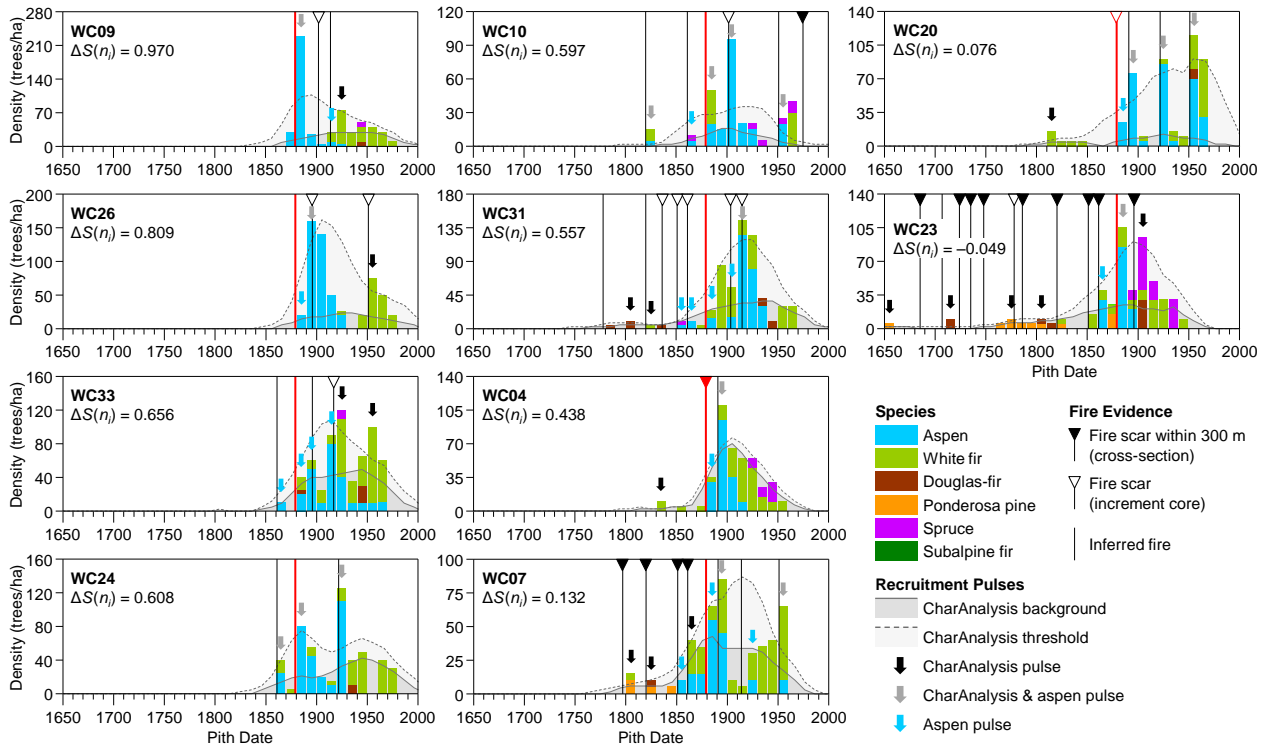 WC09
ΔS(nᵢ) = 0.970
Density (trees/ha)
280
210
140
70
0
1650 1700 1750 1800 1850 1900 1950 2000
WC10
ΔS(nᵢ) = 0.597
120
90
60
30
0
1650 1700 1750 1800 1850 1900 1950 2000
WC20
ΔS(nᵢ) = 0.076
140
105
70
35
0
1650 1700 1750 1800 1850 1900 1950 2000
WC26
ΔS(nᵢ) = 0.809
Density (trees/ha)
200
150
100
50
0
1650 1700 1750 1800 1850 1900 1950 2000
WC31
ΔS(nᵢ) = 0.557
180
135
90
45
0
1650 1700 1750 1800 1850 1900 1950 2000
WC23
ΔS(nᵢ) = −0.049
140
105
70
35
0
1650 1700 1750 1800 1850 1900 1950 2000
Pith Date
WC33
ΔS(nᵢ) = 0.656
Density (trees/ha)
160
120
80
40
0
1650 1700 1750 1800 1850 1900 1950 2000
WC04
ΔS(nᵢ) = 0.438
140
105
70
35
0
1650 1700 1750 1800 1850 1900 1950 2000
WC24
ΔS(nᵢ) = 0.608
Density (trees/ha)
160
120
80
40
0
1650 1700 1750 1800 1850 1900 1950 2000
Pith Date
WC07
ΔS(nᵢ) = 0.132
100
75
50
25
0
1650 1700 1750 1800 1850 1900 1950 2000
Pith Date
Species
Aspen
White fir
Douglas-fir
Ponderosa pine
Spruce
Subalpine fir
Fire Evidence
Fire scar within 300 m
(cross-section)
Fire scar
(increment core)
Inferred fire
Recruitment Pulses
CharAnalysis background
CharAnalysis threshold
CharAnalysis pulse
CharAnalysis & aspen pulse
Aspen pulse